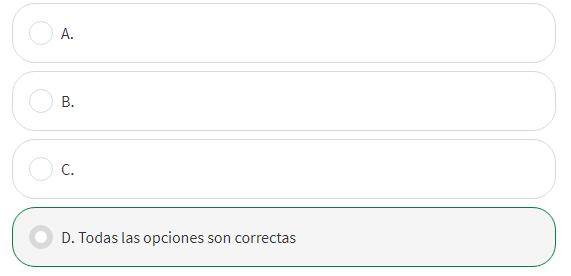 A.
B.
C.
D. Todas las opciones son correctas